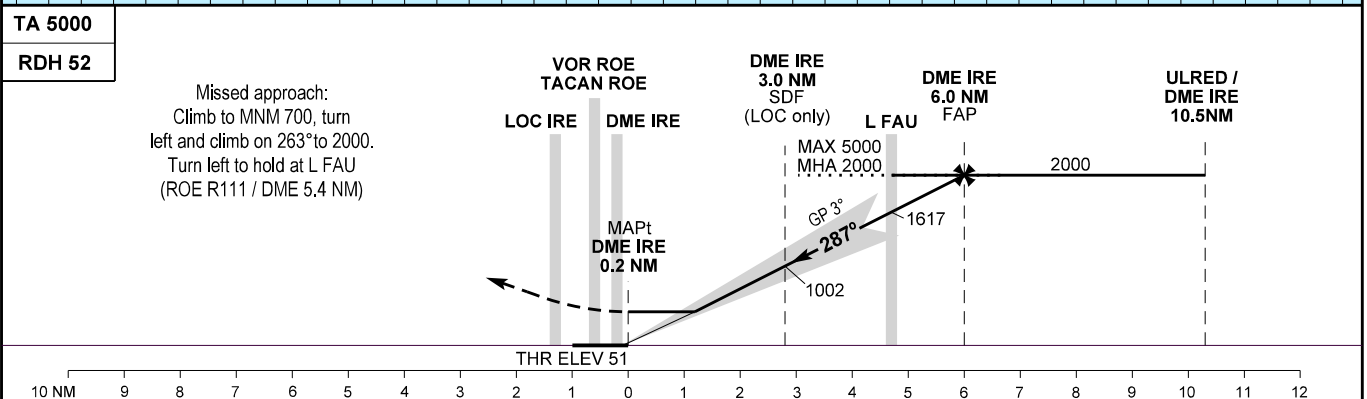 TA 5000
RDH 52
Missed approach:
Climb to MNM 700, turn
left and climb on 263° to 2000.
Turn left to hold at L FAU
(ROE R111 / DME 5.4 NM)
LOC IRE
VOR ROE
TACAN ROE
DME IRE
MAPt
DME IRE
0.2 NM
DME IRE
3.0 NM
SDF
(LOC only)
MAX 5000
MHA 2000
L FAU
DME IRE
6.0 NM
FAP
ULRED /
DME IRE
10.5NM
2000
GP 3°
287°
1617
1002
THR ELEV 51
10 NM 9 8 7 6 5 4 3 2 1 0 1 2 3 4 5 6 7 8 9 10 11 12